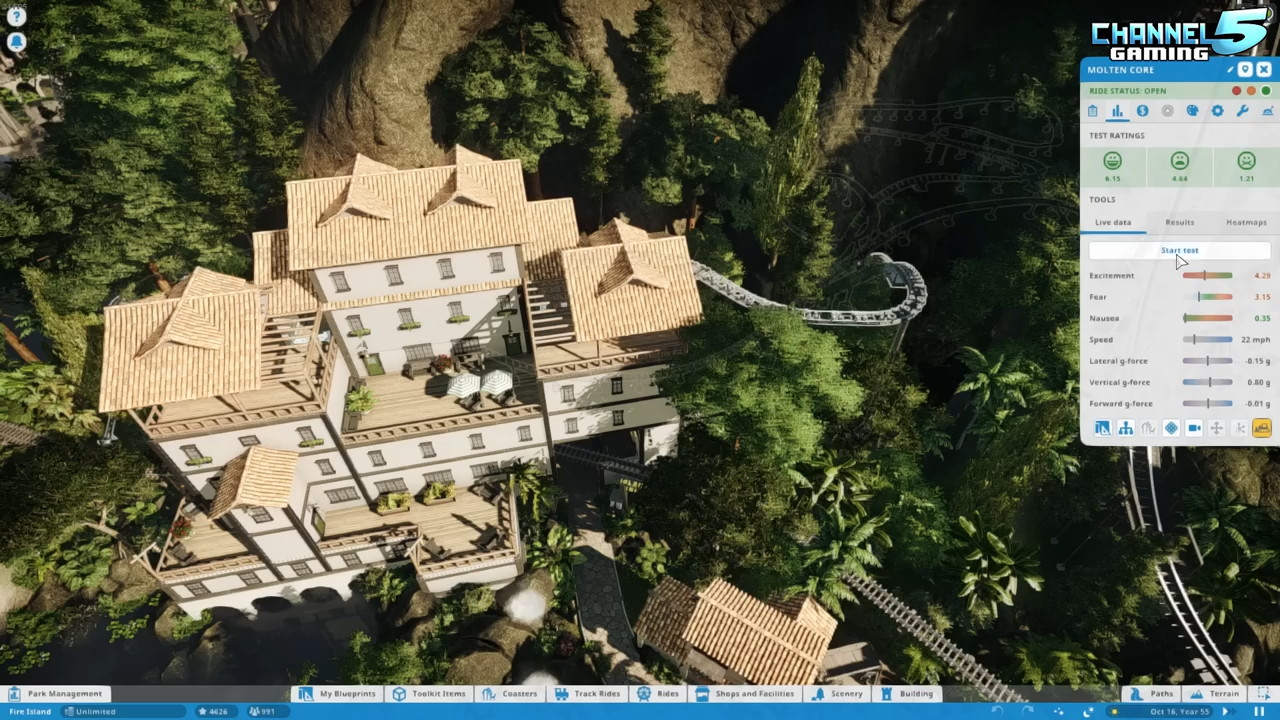 CHANNEL 5
GAMING
MOLTEN CORE
RIDE STATUS: OPEN
TEST RATINGS
6.15 4.64 1.21
TOOLS
Live data Results Heatmaps
Start test
Excitement 4.29
Fear 3.15
Nausea 0.35
Speed 22 mph
Lateral g-force -0.15 g
Vertical g-force 0.80 g
Forward g-force -0.01 g
Park Management My Blueprints Toolkit Items Coasters Track Rides Rides Shops and Facilities Scenery Building Paths Terrain
Fire Island Unlimited 4626 991 Oct 16, Year 55